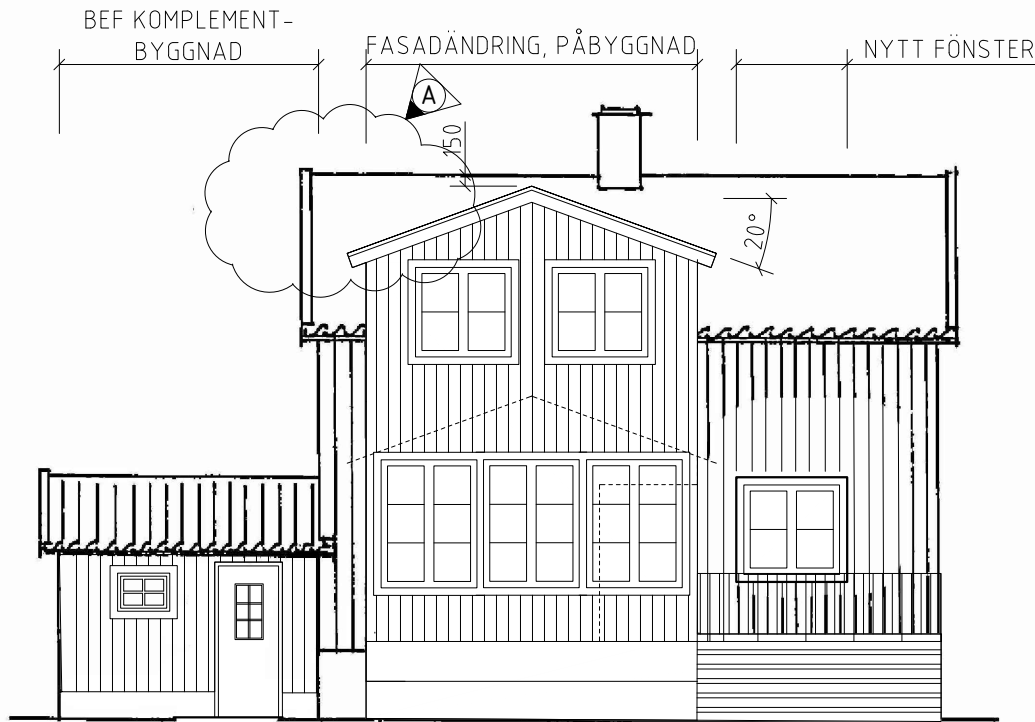 BEF KOMPLEMENT-
BYGGNAD
FASADÄNDRING, PÅBYGGNAD
NYTT FÖNSTER
A
150
20°